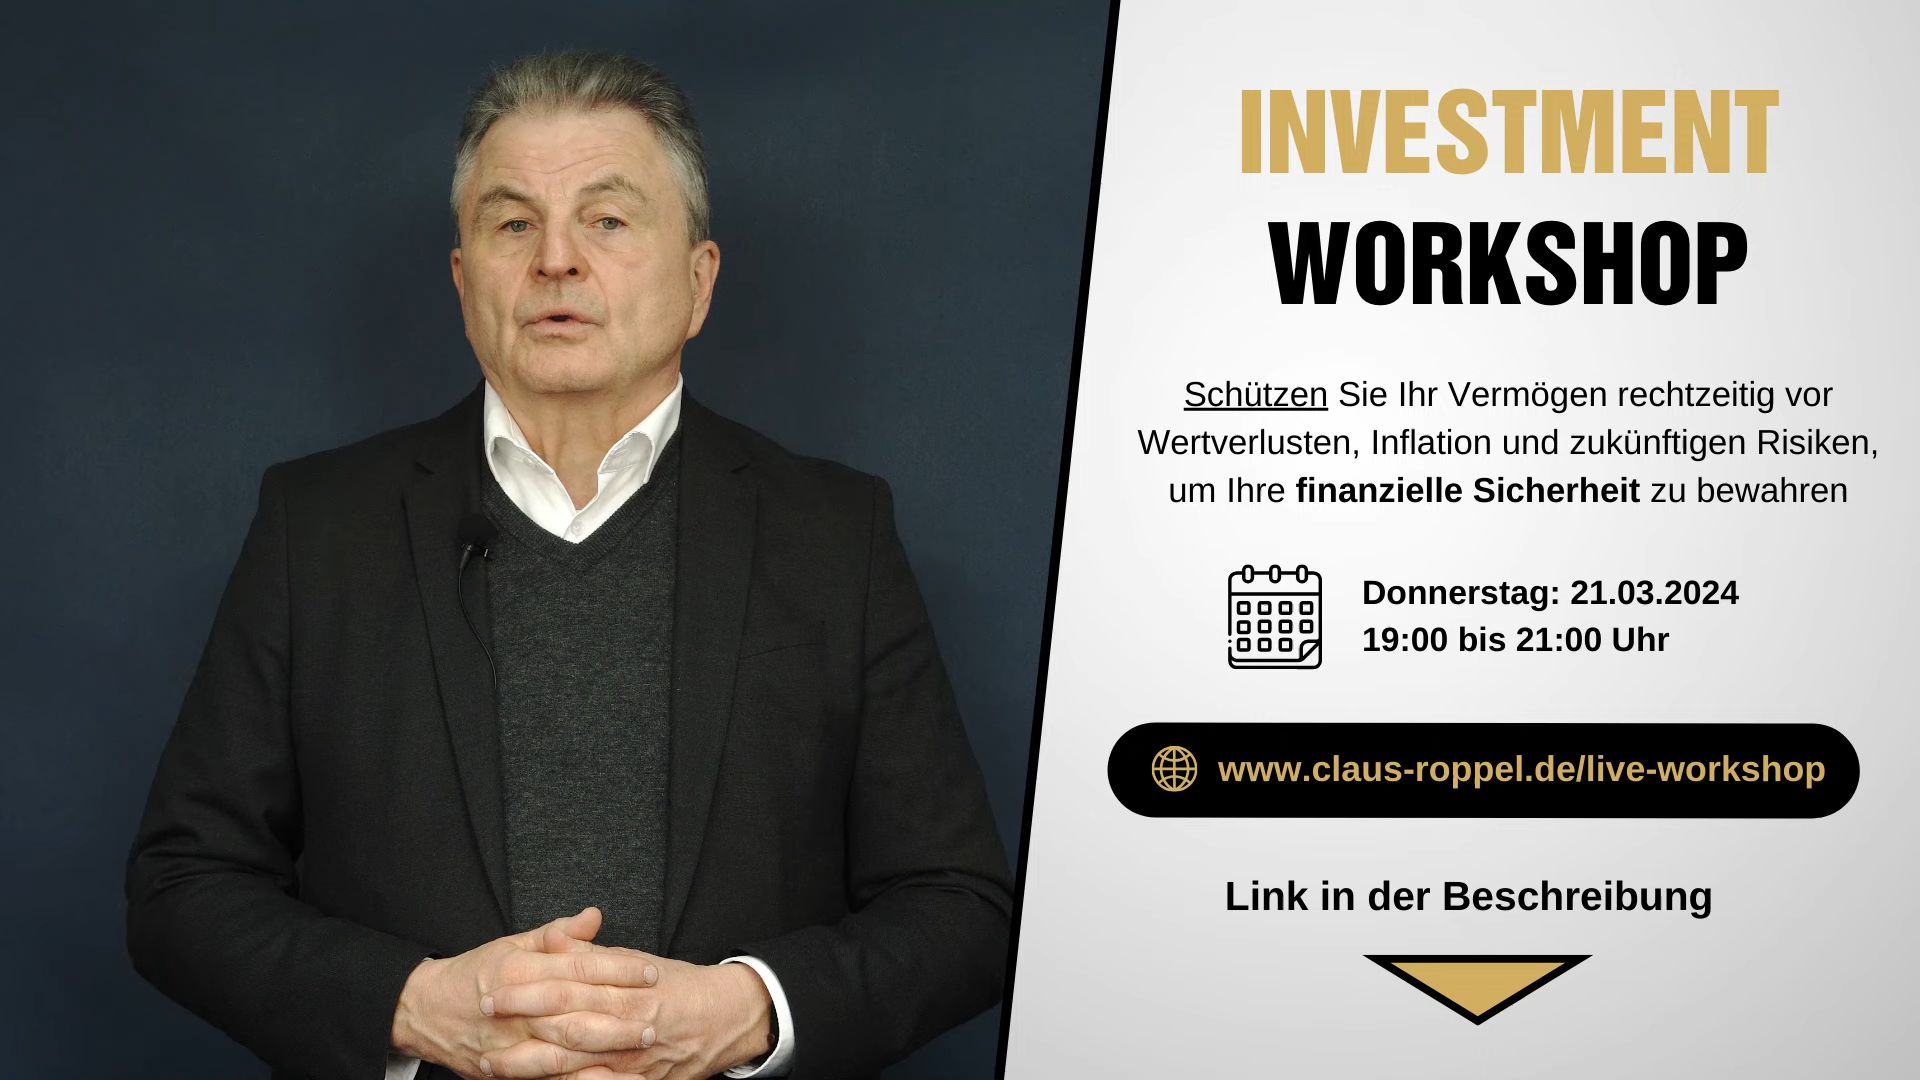 INVESTMENT
WORKSHOP
Schützen Sie Ihr Vermögen rechtzeitig vor
Wertverlusten, Inflation und zukünftigen Risiken,
um Ihre finanzielle Sicherheit zu bewahren
Donnerstag: 21.03.2024
19:00 bis 21:00 Uhr
www.claus-roppel.de/live-workshop
Link in der Beschreibung